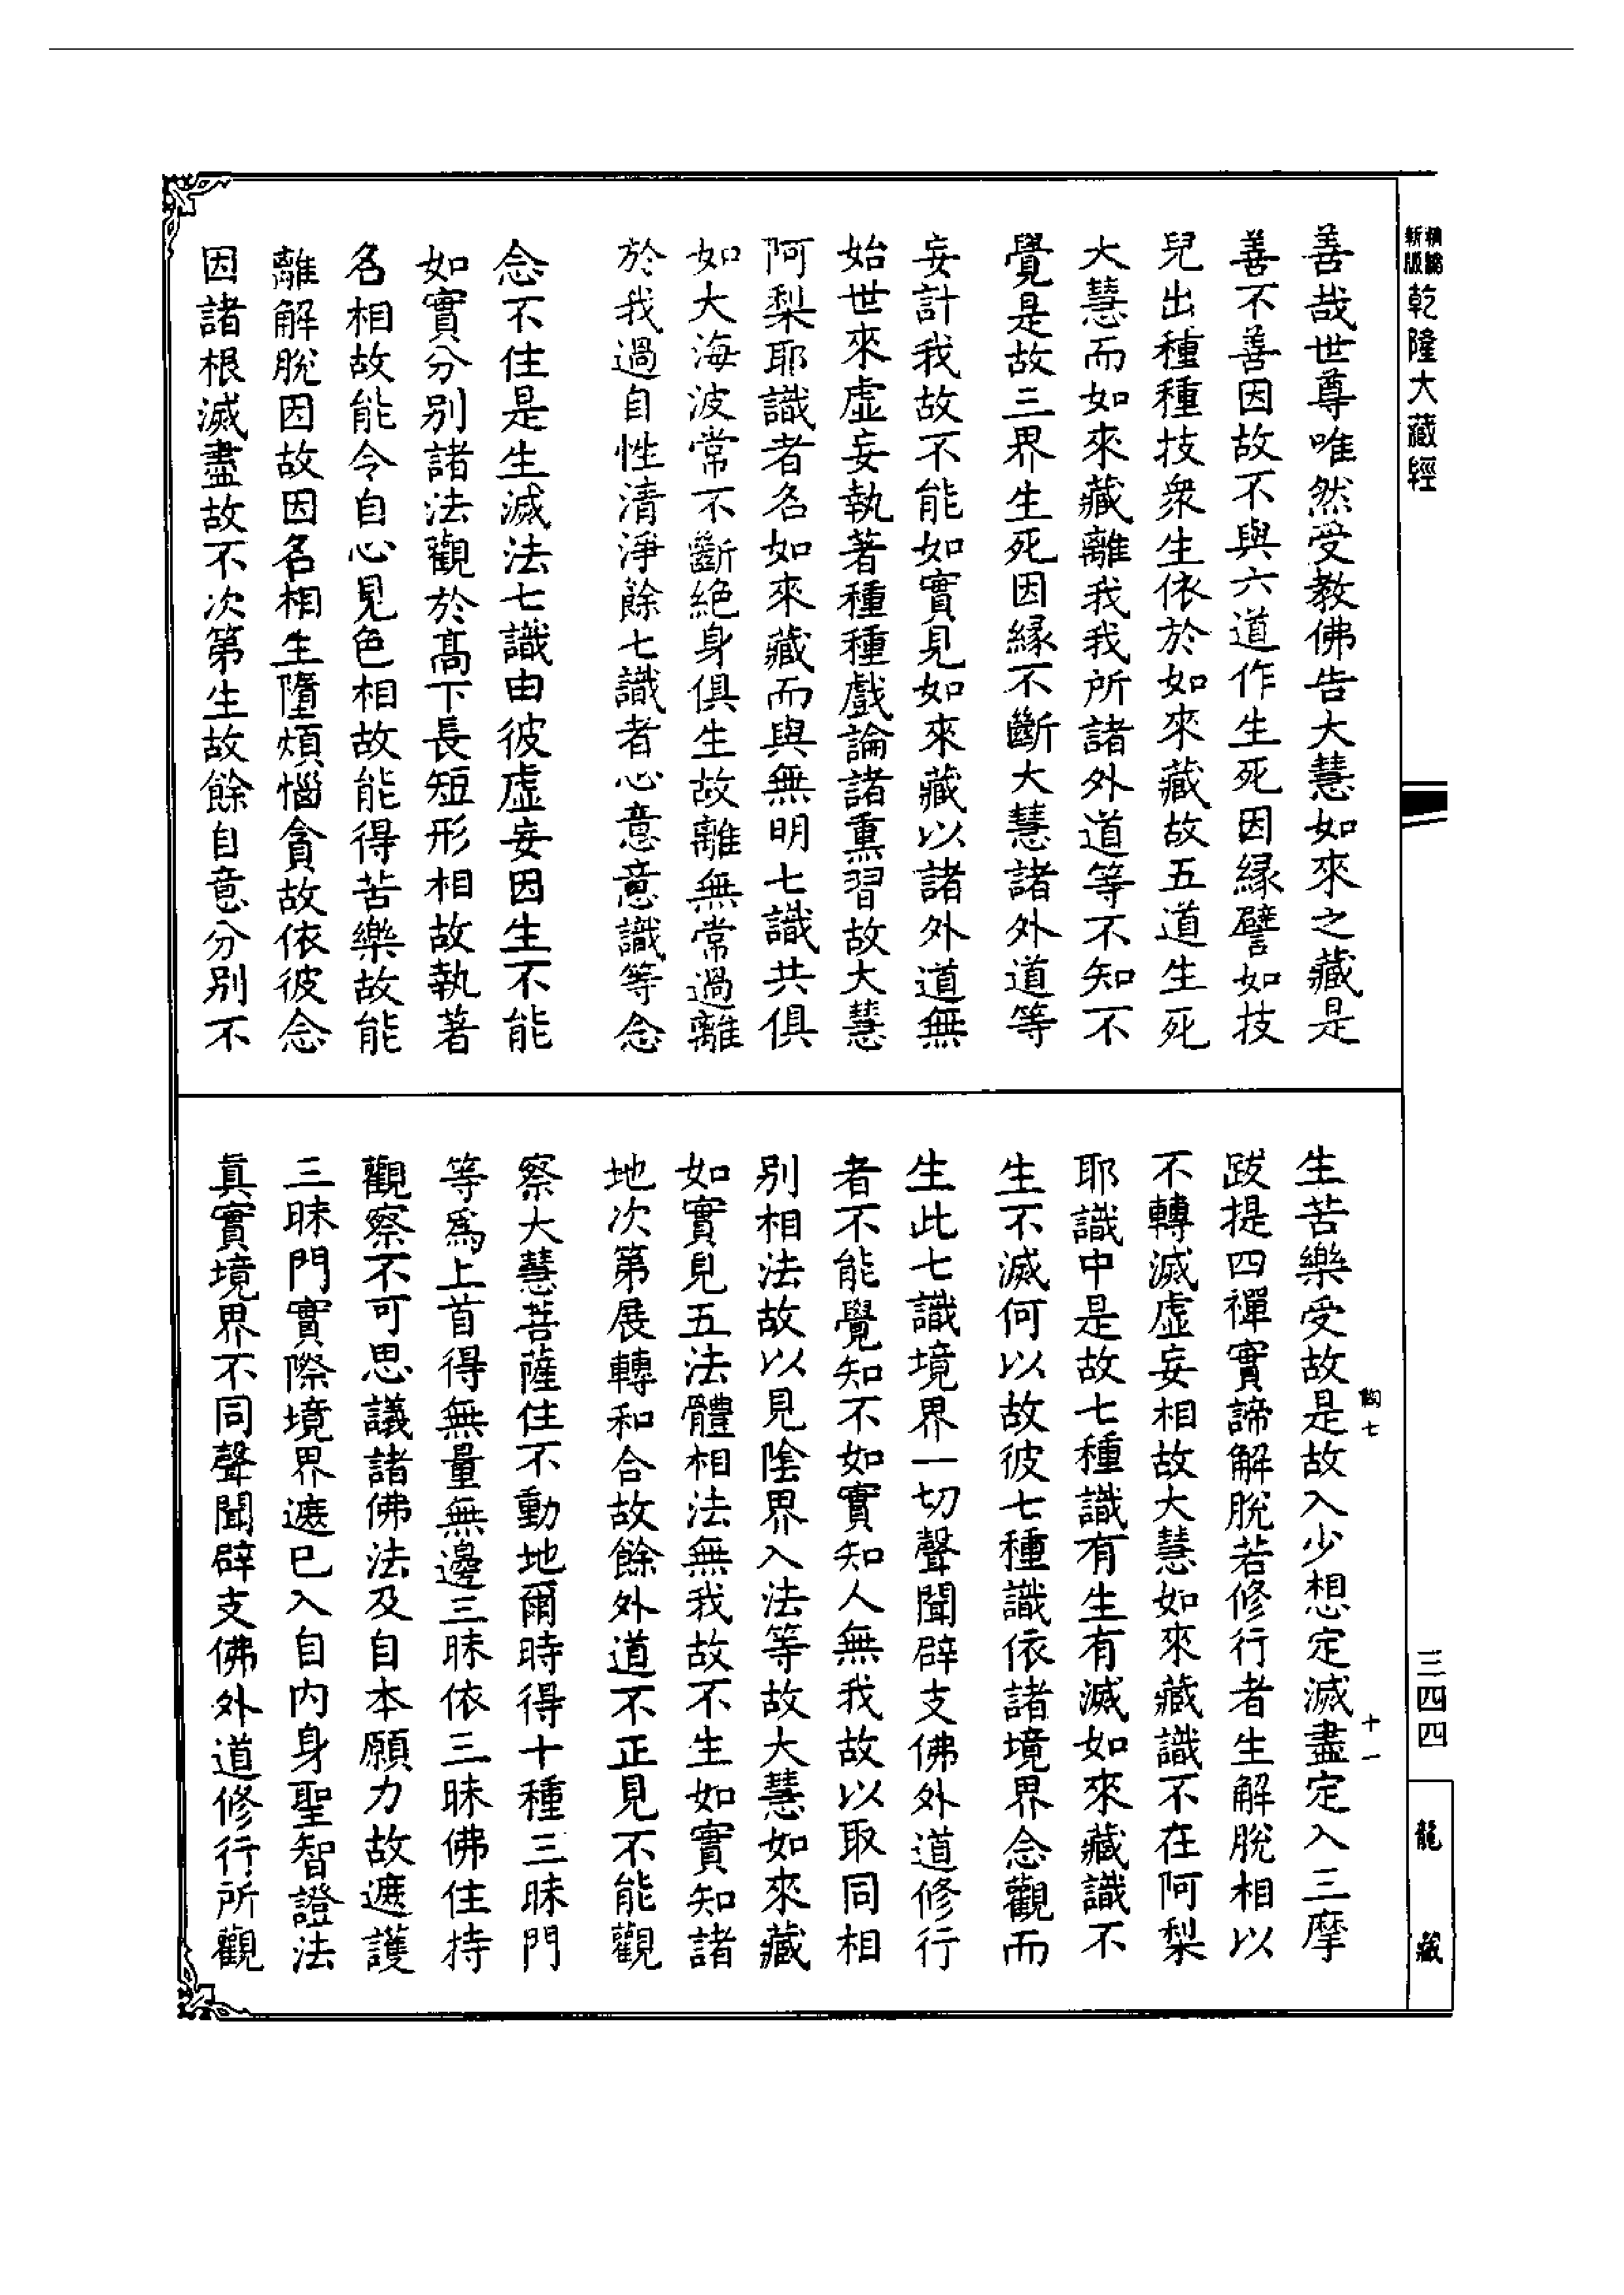 新版精編乾隆大藏經
善哉世尊唯然受教佛告大慧如來之藏是
善不善因故不與六道作生死因緣譬如技
兒出種種技衆生依於如來藏故五道生死
大慧而如來藏離我我所諸外道等不知不
覺是故三界生死因緣不斷大慧諸外道等
妄計我故不能如實見如來藏以諸外道無
始世來虛妄執著種種戲論諸熏習故大慧
阿梨耶識者名如來藏而與無明七識共俱
如大海波常不斷絕身俱生故離無常過離
於我過自性清淨餘七識者心意意識等念
念不住是生滅法七識由彼虛妄因生不能
如實分別諸法觀於高下長短形相故執著
名相故能令自心見色相故能得苦樂故能
離解脫因故因名相生隨煩惱貪故依彼念
因諸根滅盡故不次第生故餘自意分別不
生苦樂受故是故入少想定滅盡定入三摩
跋提四禪實諦解脫若修行者生解脫相以
不轉滅虛妄相故大慧如來藏識不在阿梨
耶識中是故七種識有生有滅如來藏識不
生不滅何以故彼七種識依諸境界念觀而
生此七識境界一切聲聞辟支佛外道修行
者不能覺知不如實知人無我故以取同相
別相法故以見陰界入法等故大慧如來藏
如實見五法體相法無我故不生如實知諸
地次第展轉和合故餘外道不正見不能觀
察大慧菩薩住不動地爾時得十種三昧門
等為上首得無量無邊三昧依三昧佛住持
觀察不可思議諸佛法及自本願力故遮護
三昧門實際境界遮已入自內身聖智證法
真實境界不同聲聞辟支佛外道修行所觀
七
十一
三四四
龍藏